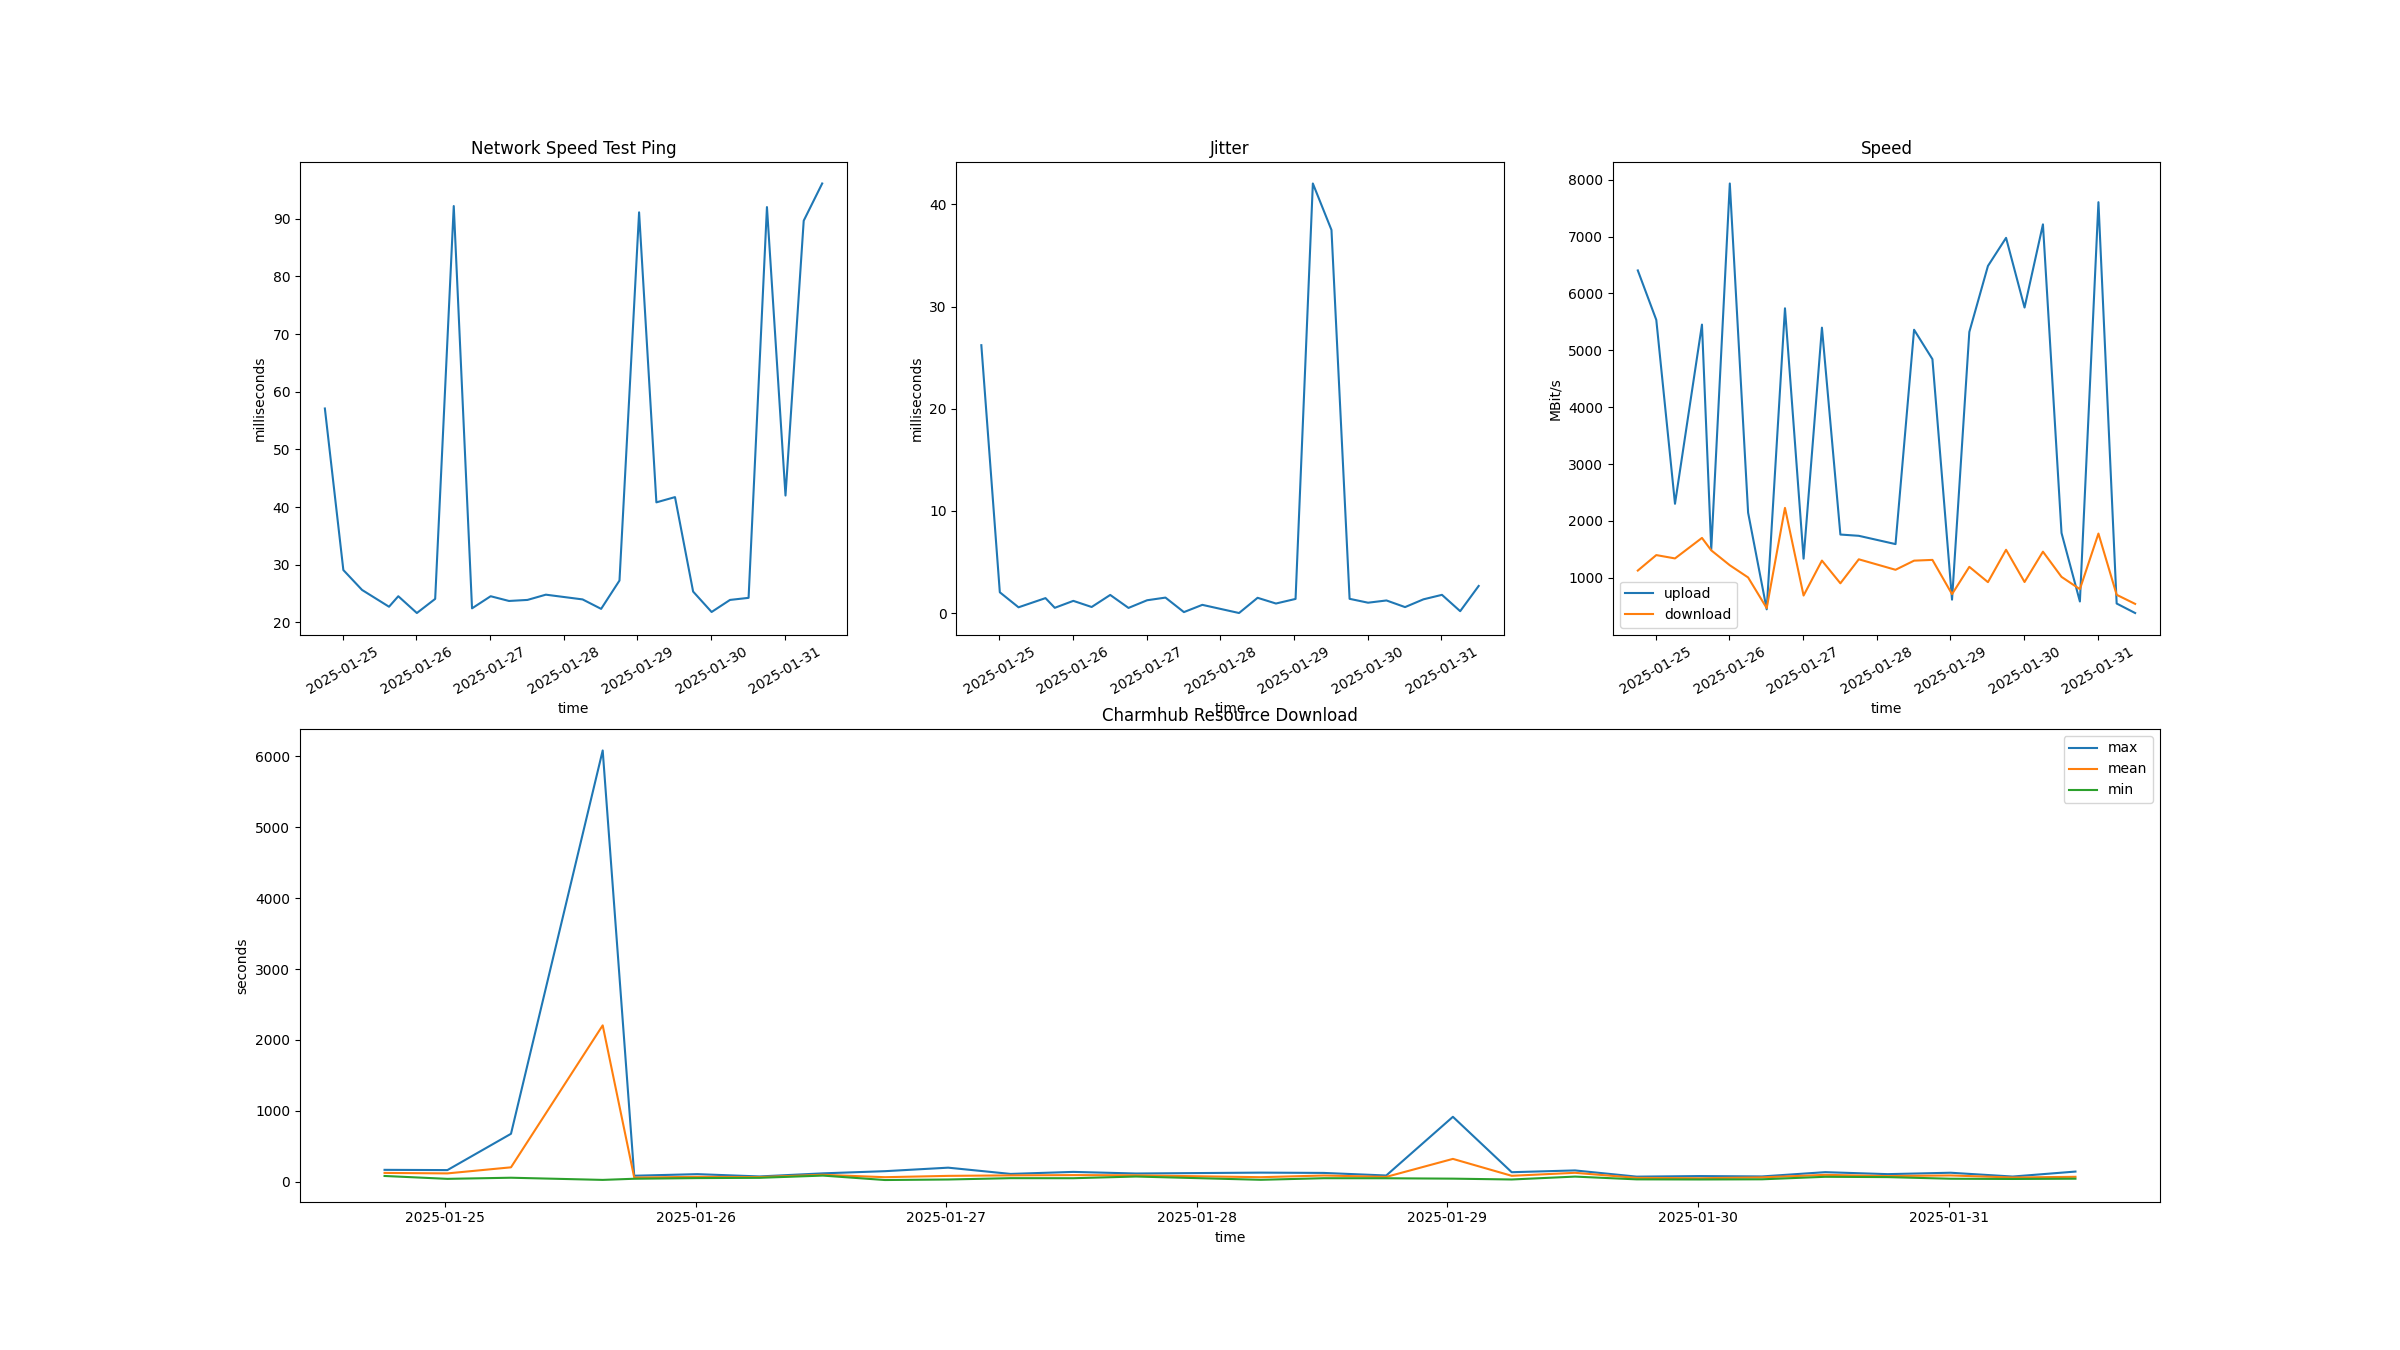 Network Speed Test Ping
milliseconds
90
80
70
60
50
40
30
20
2025-01-25 2025-01-26 2025-01-27 2025-01-28 2025-01-29 2025-01-30 2025-01-31
time
Jitter
milliseconds
40
30
20
10
0
2025-01-25 2025-01-26 2025-01-27 2025-01-28 2025-01-29 2025-01-30 2025-01-31
time
Speed
MBit/s
8000
7000
6000
5000
4000
3000
2000
1000
upload
download
2025-01-25 2025-01-26 2025-01-27 2025-01-28 2025-01-29 2025-01-30 2025-01-31
time
Charmhub Resource Download
seconds
6000
5000
4000
3000
2000
1000
0
max
mean
min
2025-01-25 2025-01-26 2025-01-27 2025-01-28 2025-01-29 2025-01-30 2025-01-31
time